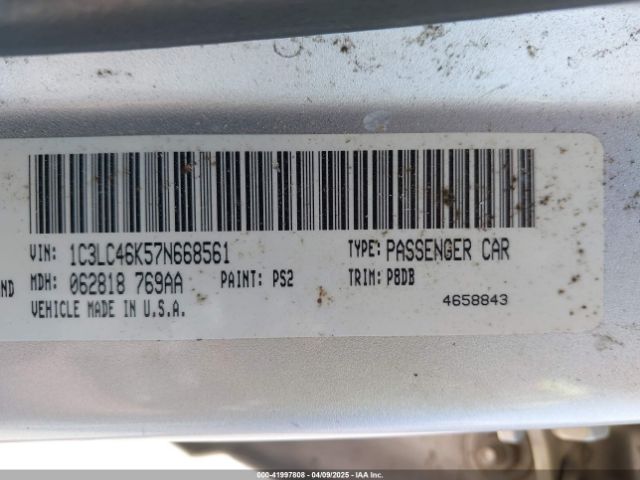 VIN: 1C3LC46K57N668561 TYPE: PASSENGER CAR
ND MDH: 062818 769AA PAINT: PS2 TRIM: P8DB
VEHICLE MADE IN U.S.A. 4658843
000-41997808 - 04/09/2025 - IAA Inc.